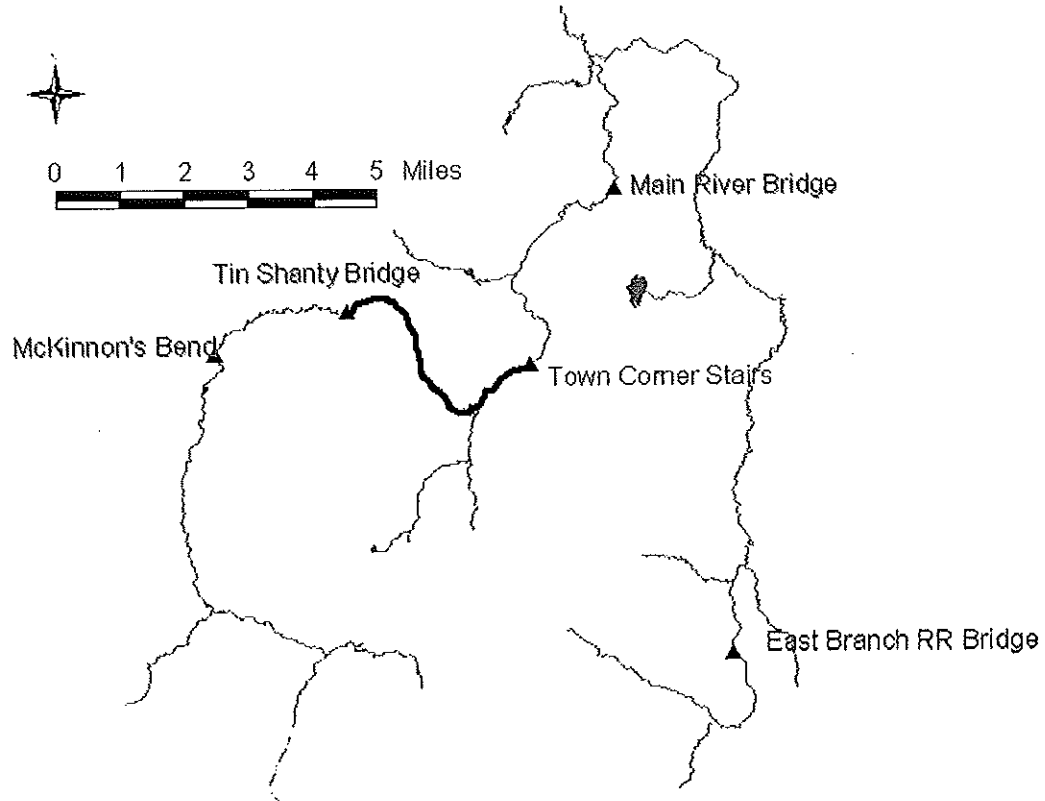 0 1 2 3 4 5 Miles
Main River Bridge
Tin Shanty Bridge
McKinnon's Bend
Town Corner Stairs
East Branch RR Bridge